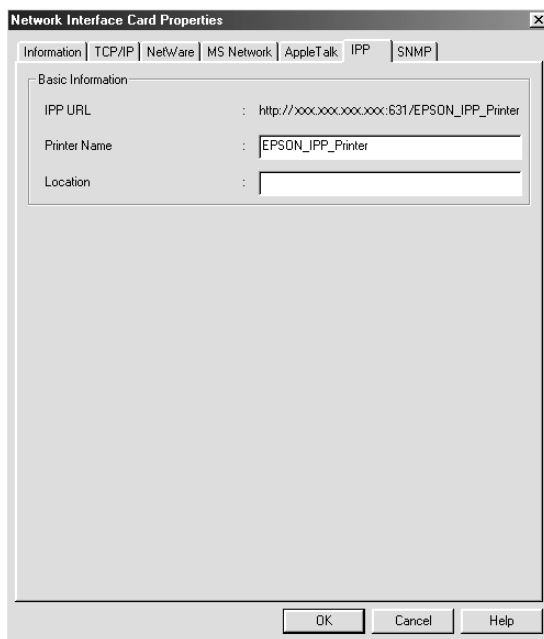 Network Interface Card Properties
Information TCP/IP NetWare MS Network AppleTalk IPP SNMP
Basic Information
IPP URL : http://xxx.xxx.xxx.xxx:631/EPSON_IPP_Printer
Printer Name : EPSON_IPP_Printer
Location :
OK Cancel Help